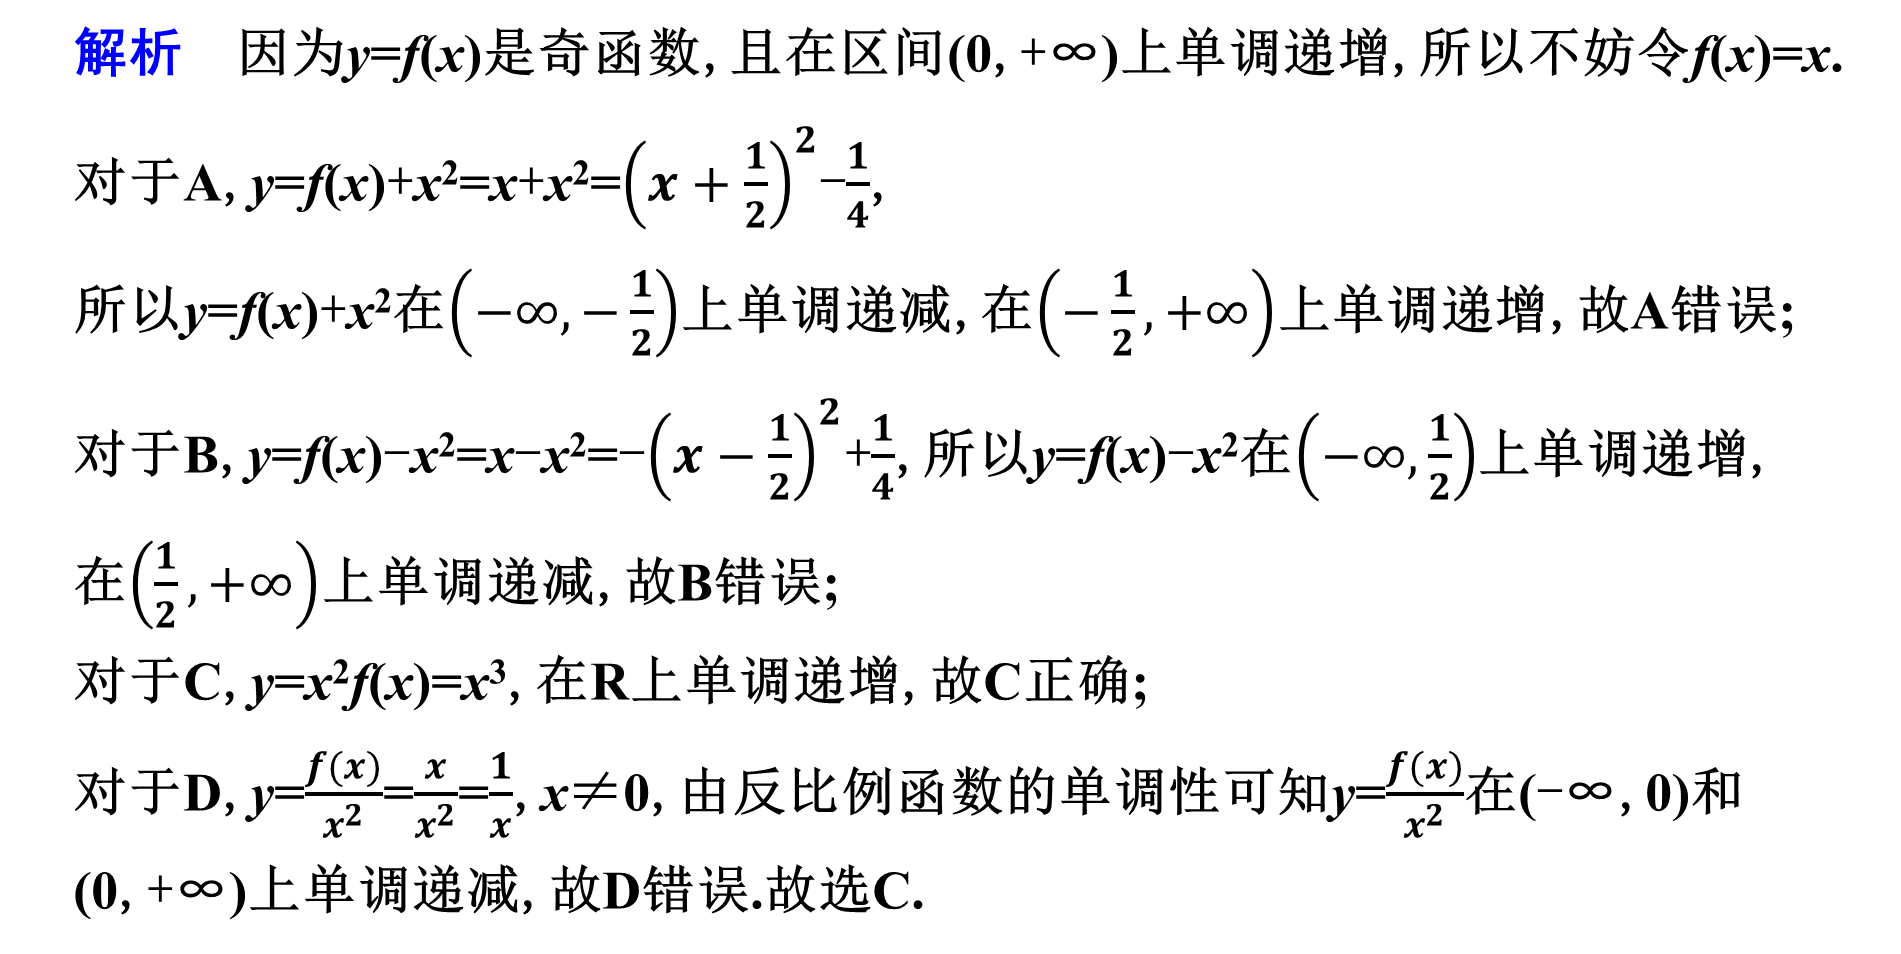 解析 因为y=f(x)是奇函数, 且在区间(0, +∞)上单调递增, 所以不妨令f(x)=x.
对于A, y=f(x)+x²=x+x²=(x + 1/2)²−1/4,
所以y=f(x)+x²在(−∞, − 1/2)上单调递减, 在(− 1/2, +∞)上单调递增, 故A错误;
对于B, y=f(x)−x²=x−x²=−(x − 1/2)²+1/4, 所以y=f(x)−x²在(−∞, 1/2)上单调递增,
在(1/2, +∞)上单调递减, 故B错误;
对于C, y=x²f(x)=x³, 在R上单调递增, 故C正确;
对于D, y=f(x)/x²=x/x²=1/x, x≠0, 由反比例函数的单调性可知y=f(x)/x²在(−∞, 0)和
(0, +∞)上单调递减, 故D错误.故选C.